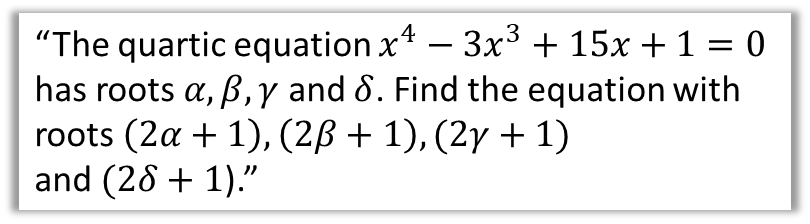 “The quartic equation x⁴ − 3x³ + 15x + 1 = 0
has roots α, β, γ and δ. Find the equation with
roots (2α + 1), (2β + 1), (2γ + 1)
and (2δ + 1).”